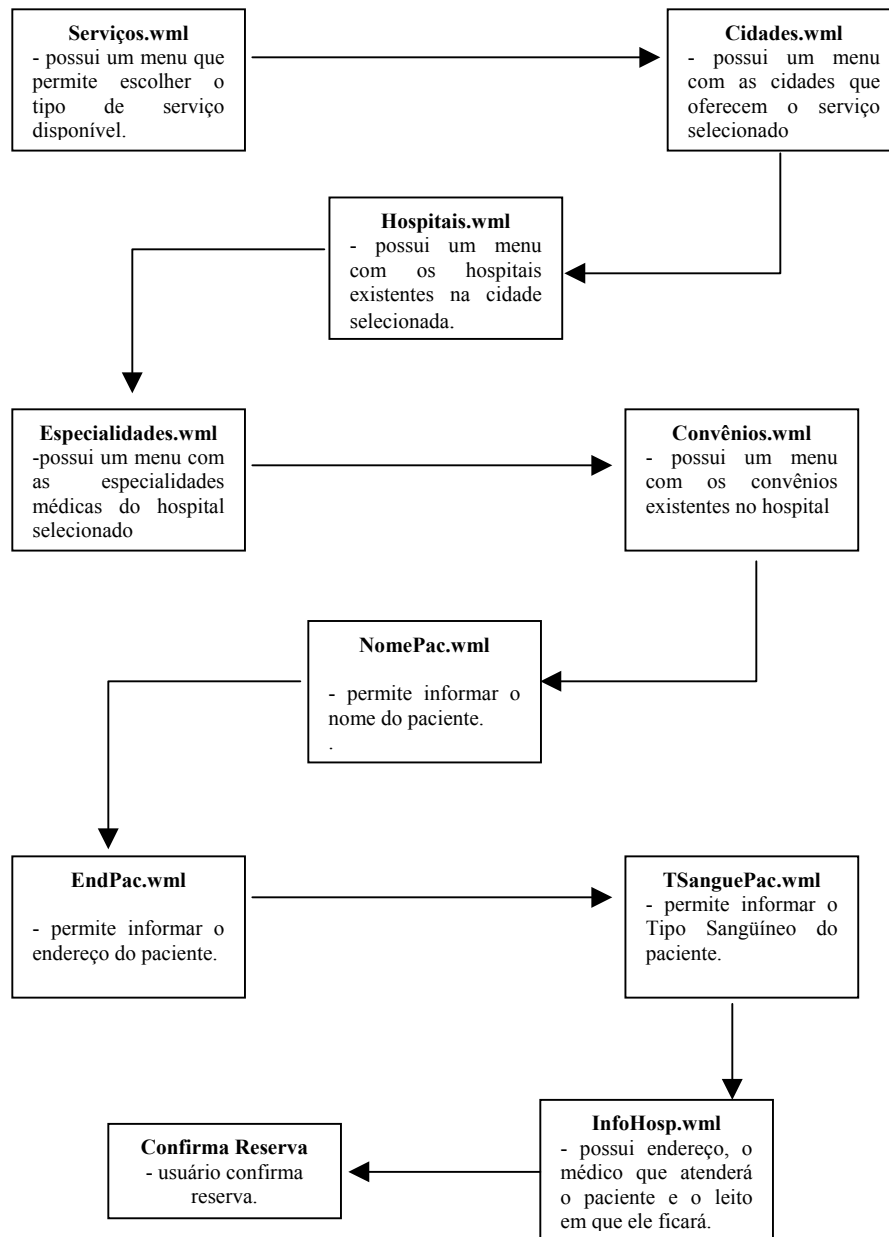 Serviços.wml
- possui um menu que
permite escolher o
tipo de serviço
disponível.
Cidades.wml
- possui um menu
com as cidades que
oferecem o serviço
selecionado
Hospitais.wml
- possui um menu
com os hospitais
existentes na cidade
selecionada.
Especialidades.wml
-possui um menu com
as especialidades
médicas do hospital
selecionado
Convênios.wml
- possui um menu
com os convênios
existentes no hospital
NomePac.wml
- permite informar o
nome do paciente.
.
EndPac.wml
- permite informar o
endereço do paciente.
TSanguePac.wml
- permite informar o
Tipo Sangüíneo do
paciente.
InfoHosp.wml
- possui endereço, o
médico que atenderá
o paciente e o leito
em que ele ficará.
Confirma Reserva
- usuário confirma
reserva.